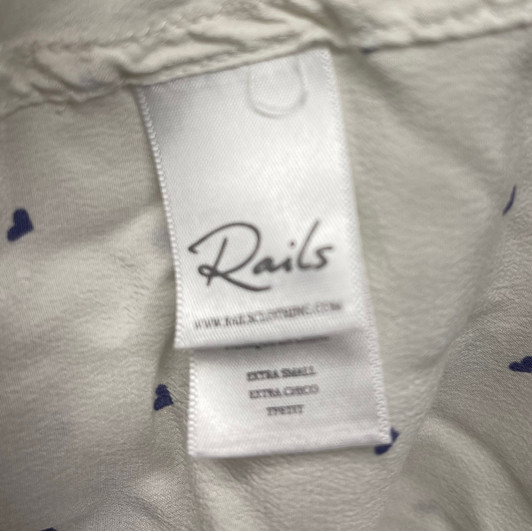 Rails
WWW.RAILSCLOTHING.COM
EXTRA SMALL
EXTRA CHICO
TPETIT